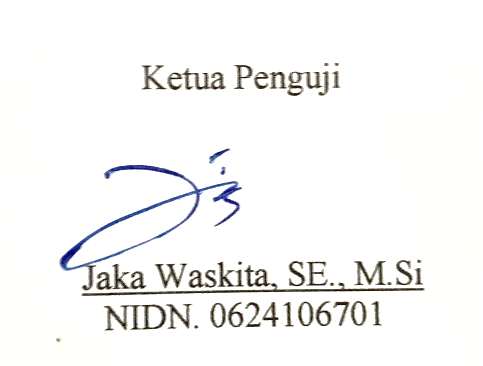 Ketua Penguji
Jaka Waskita, SE., M.Si
NIDN. 0624106701